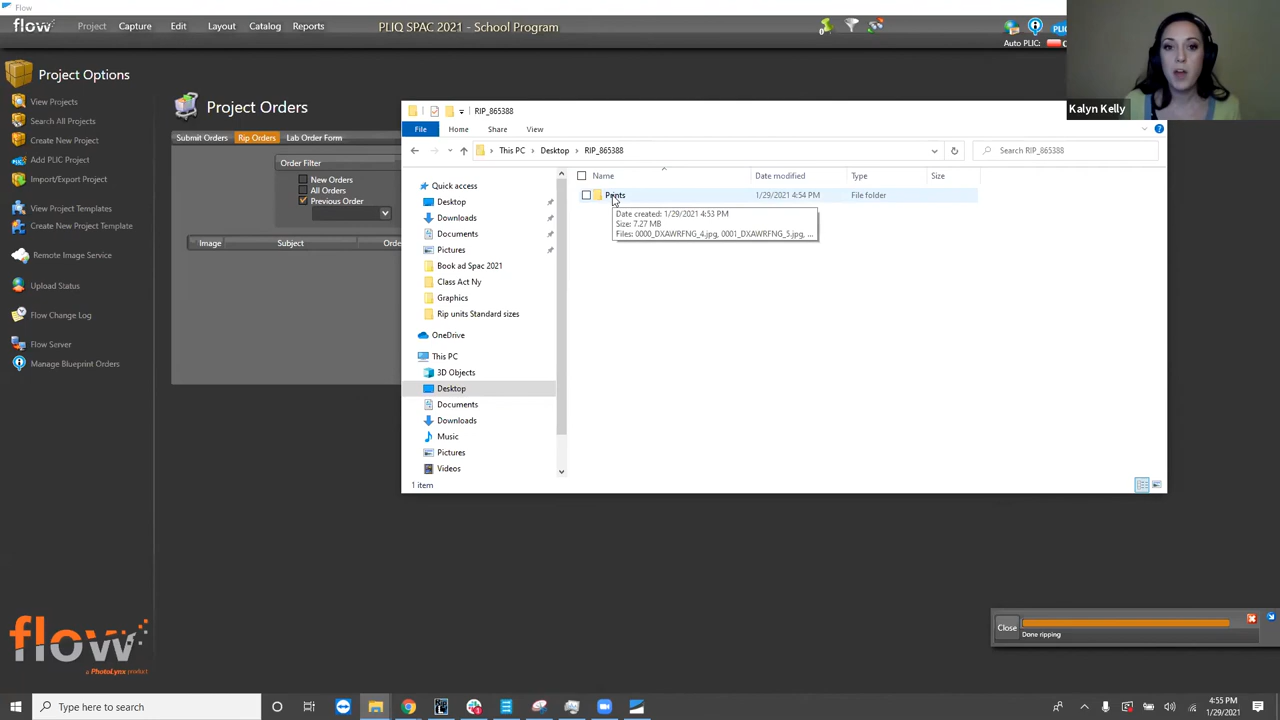 Flow
flow
Project
Capture
Edit
Layout
Catalog
Reports
PLIQ SPAC 2021 - School Program
0
Auto PLIC:
Kalyn Kelly
Project Options
View Projects
Search All Projects
Create New Project
Add PLIC Project
Import/Export Project
View Project Templates
Create New Project Template
Remote Image Service
Upload Status
Flow Change Log
Flow Server
Manage Blueprint Orders
Project Orders
Submit Orders
Rip Orders
Lab Order Form
Order Filter
New Orders
All Orders
Previous Order
Image
Subject
RIP_865388
File
Home
Share
View
This PC > Desktop > RIP_865388
Search RIP_865388
Quick access
Desktop
Downloads
Documents
Pictures
Book ad Spac 2021
Class Act Ny
Graphics
Rip units Standard sizes
OneDrive
This PC
3D Objects
Desktop
Documents
Downloads
Music
Pictures
Videos
Name
Date modified
Type
Size
Prints
1/29/2021 4:54 PM
File folder
Date created: 1/29/2021 4:53 PM
Size: 7.27 MB
Files: 0000_DXAWRFNG_4.jpg, 0001_DXAWRFNG_5.jpg, ...
1 item
Close
Done ripping
flow
a PhotoLynx product
Type here to search
4:55 PM
1/29/2021